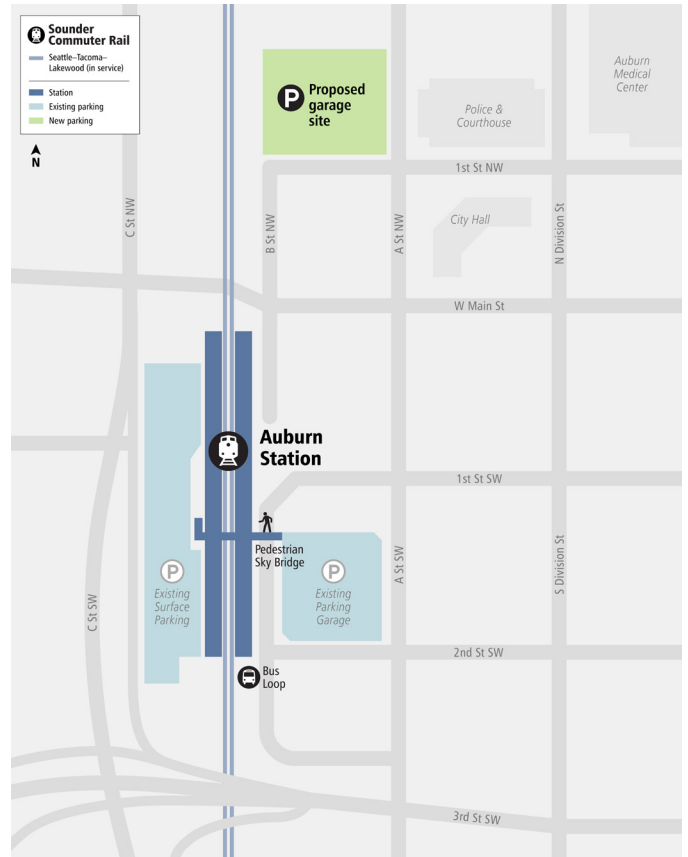 Sounder
Commuter Rail
Seattle–Tacoma–
Lakewood (in service)
Station
Existing parking
New parking
N
P
Proposed
garage
site
Police &
Courthouse
Auburn
Medical
Center
1st St NW
C St NW
B St NW
A St NW
City Hall
N Division St
W Main St
Auburn
Station
1st St SW
Pedestrian
Sky Bridge
P
Existing
Surface
Parking
P
Existing
Parking
Garage
A St SW
S Division St
C St SW
2nd St SW
Bus
Loop
3rd St SW